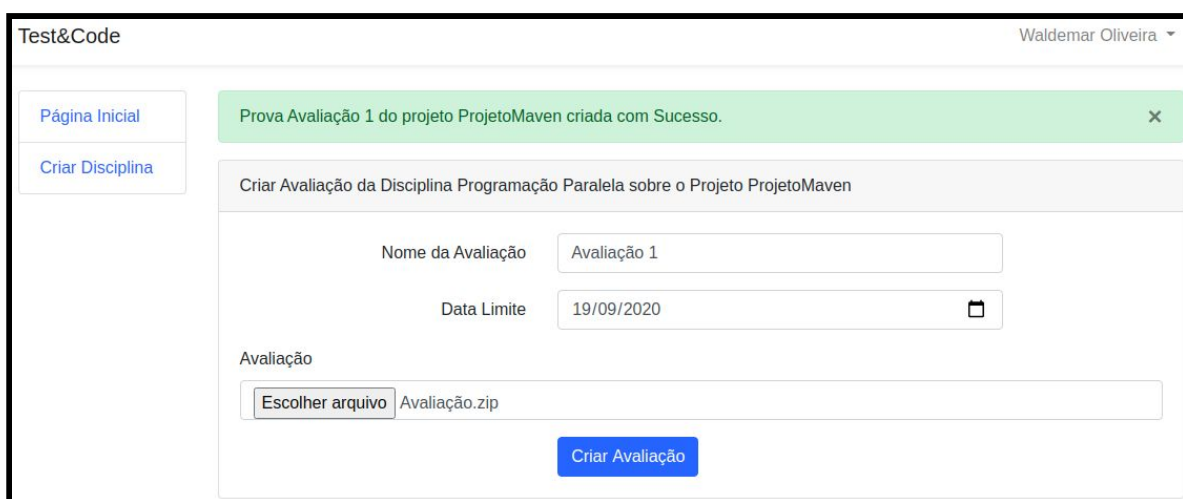 Test&Code
Waldemar Oliveira
Página Inicial
Criar Disciplina
Prova Avaliação 1 do projeto ProjetoMaven criada com Sucesso. ×
Criar Avaliação da Disciplina Programação Paralela sobre o Projeto ProjetoMaven
Nome da Avaliação Avaliação 1
Data Limite 19/09/2020
Avaliação
Escolher arquivo Avaliação.zip
Criar Avaliação